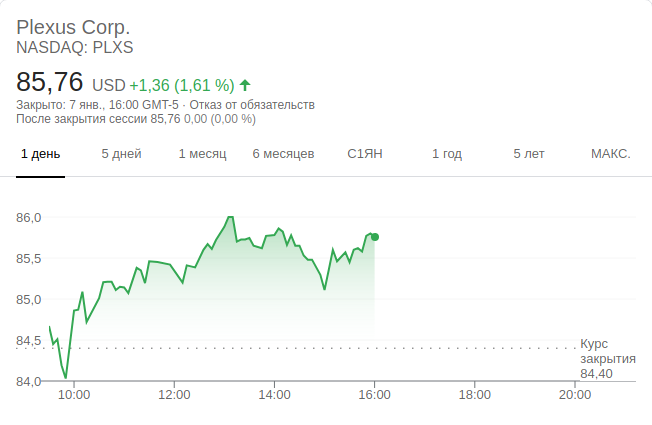 Plexus Corp.
NASDAQ: PLXS
85,76 USD +1,36 (1,61 %)
Закрыто: 7 янв., 16:00 GMT-5 · Отказ от обязательств
После закрытия сессии 85,76 0,00 (0,00 %)
1 день 5 дней 1 месяц 6 месяцев С1ЯН 1 год 5 лет МАКС.
86,0
85,5
85,0
84,5
Курс
закрытия
84,40
84,0
10:00 12:00 14:00 16:00 18:00 20:00